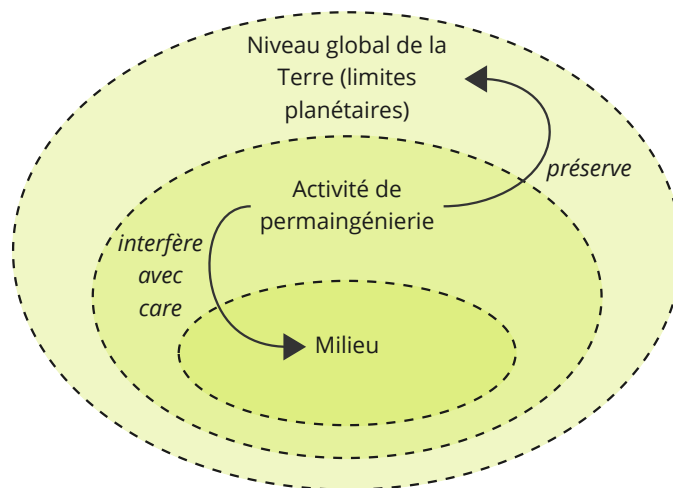 Niveau global de la
Terre (limites
planétaires)
préserve
Activité de
permaingénierie
interfère
avec
care
Milieu